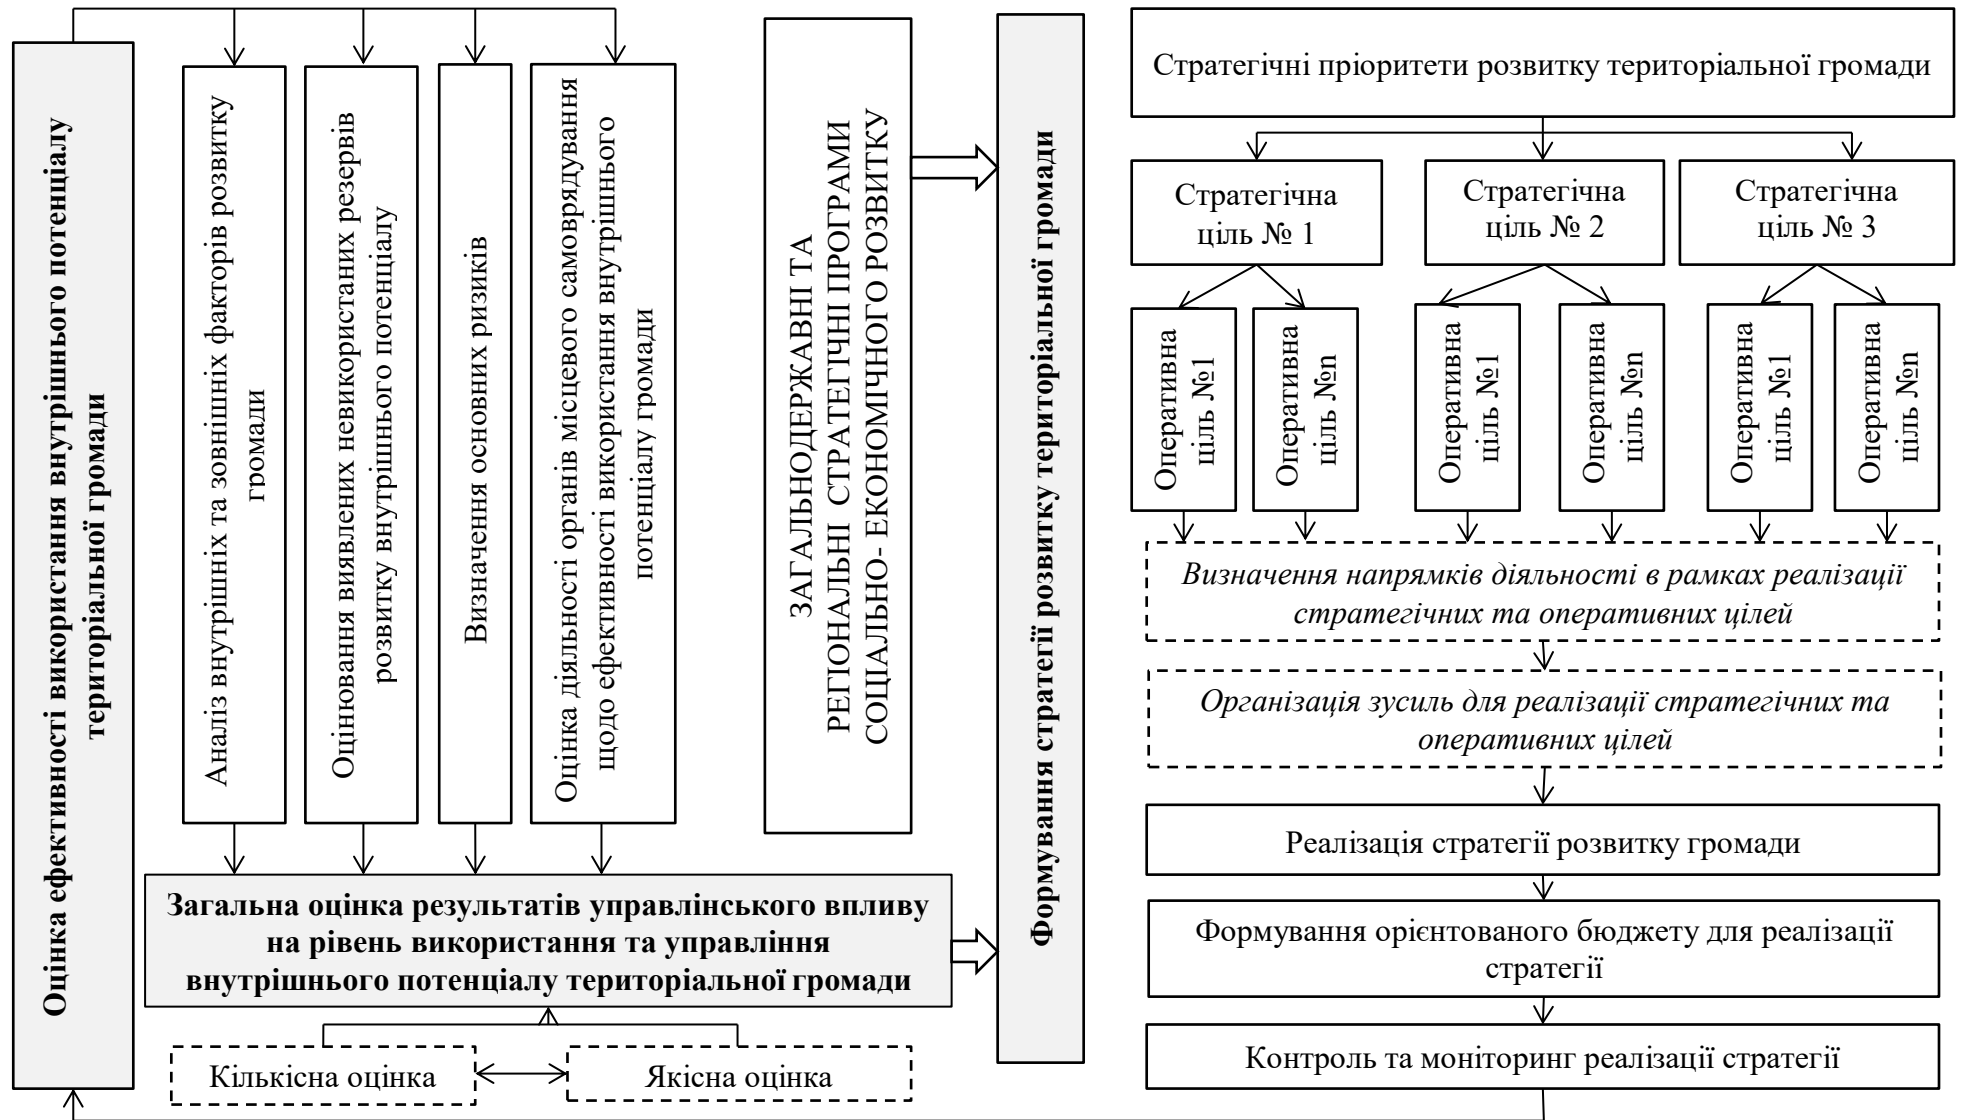 Оцінка ефективності використання внутрішнього потенціалу
територіальної громади
Аналіз внутрішніх та зовнішніх факторів розвитку
громади
Оцінювання виявлених невикористаних резервів
розвитку внутрішнього потенціалу
Визначення основних ризиків
Оцінка діяльності органів місцевого самоврядування
щодо ефективності використання внутрішнього
потенціалу громади
Загальна оцінка результатів управлінського впливу
на рівень використання та управління
внутрішнього потенціалу територіальної громади
Кількісна оцінка
Якісна оцінка
ЗАГАЛЬНОДЕРЖАВНІ ТА
РЕГІОНАЛЬНІ СТРАТЕГІЧНІ ПРОГРАМИ
СОЦІАЛЬНО- ЕКОНОМІЧНОГО РОЗВИТКУ
Формування стратегії розвитку територіальної громади
Стратегічні пріоритети розвитку територіальної громади
Стратегічна
ціль № 1
Стратегічна
ціль № 2
Стратегічна
ціль № 3
Оперативна
ціль №1
Оперативна
ціль №n
Оперативна
ціль №1
Оперативна
ціль №n
Оперативна
ціль №1
Оперативна
ціль №n
Визначення напрямків діяльності в рамках реалізації
стратегічних та оперативних цілей
Організація зусиль для реалізації стратегічних та
оперативних цілей
Реалізація стратегії розвитку громади
Формування орієнтованого бюджету для реалізації
стратегії
Контроль та моніторинг реалізації стратегії